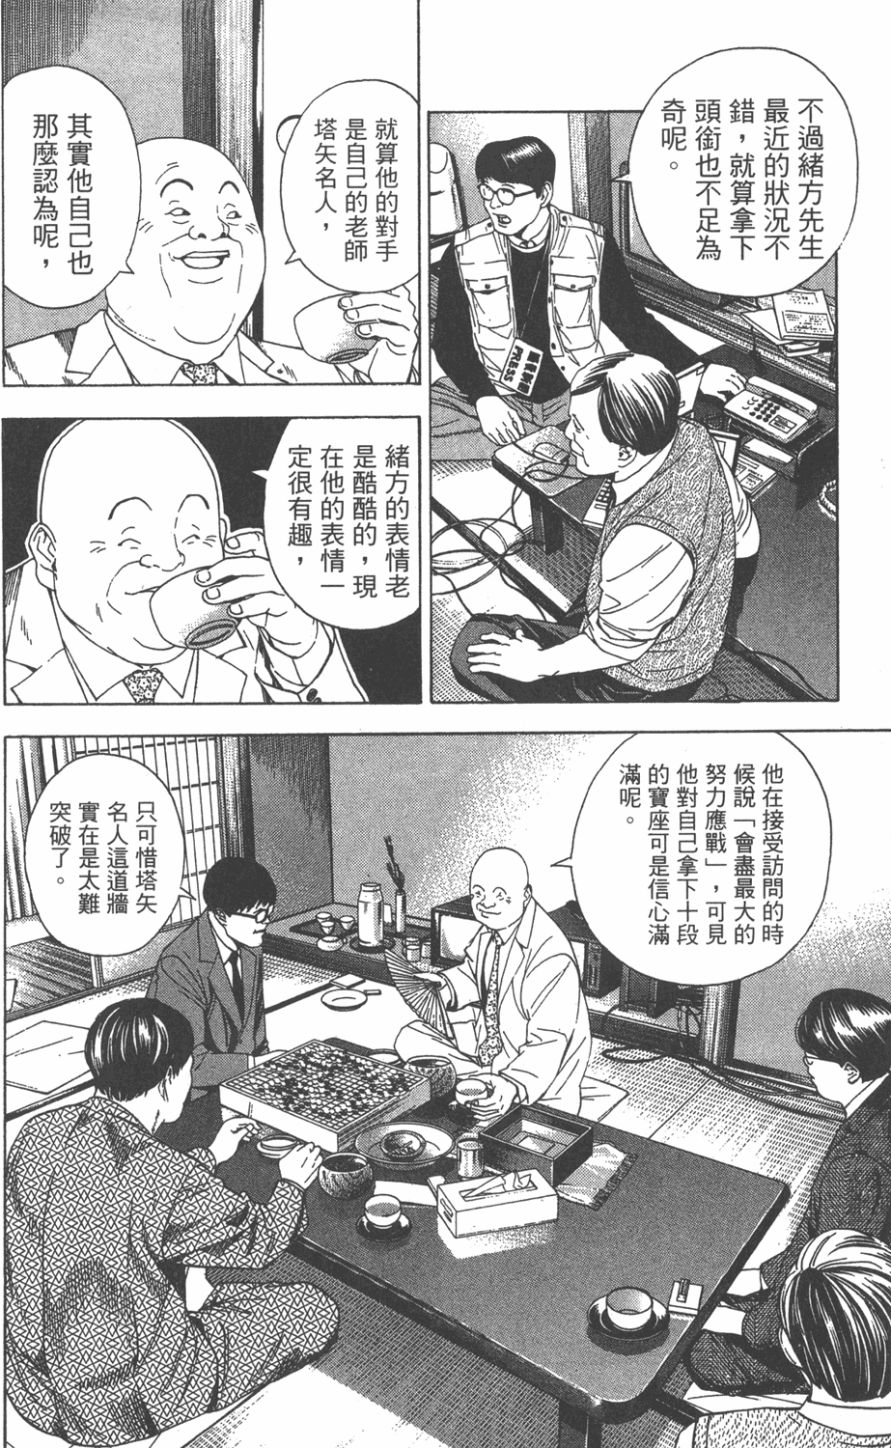 不過緒方先生
最近的狀況不
錯，就算拿下
頭銜也不足為
奇呢。
PRESS
就算他的對手
是自己的老師
塔矢名人，
其實他自己也
那麼認為呢，
緒方的表情老
是酷酷的，現
在他的表情一
定很有趣，
他在接受訪問的時
候說「會盡最大的
努力應戰」，可見
他對自己拿下十段
的寶座可是信心滿
滿呢。
只可惜塔矢
名人這道牆
實在是太難
突破了。